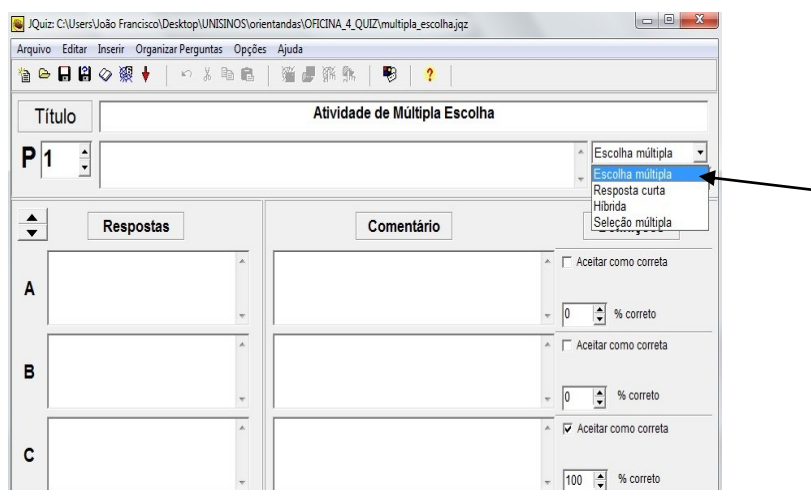 JQuiz: C:\Users\João Francisco\Desktop\UNISINOS\orientandas\OFICINA_4_QUIZ\multipla_escolha.jqz
Arquivo Editar Inserir Organizar Perguntas Opções Ajuda
Título Atividade de Múltipla Escolha
P 1 Escolha múltipla
Escolha múltipla
Resposta curta
Híbrida
Seleção múltipla
Respostas Comentário
A Aceitar como correta
0 % correto
B Aceitar como correta
0 % correto
C Aceitar como correta
100 % correto